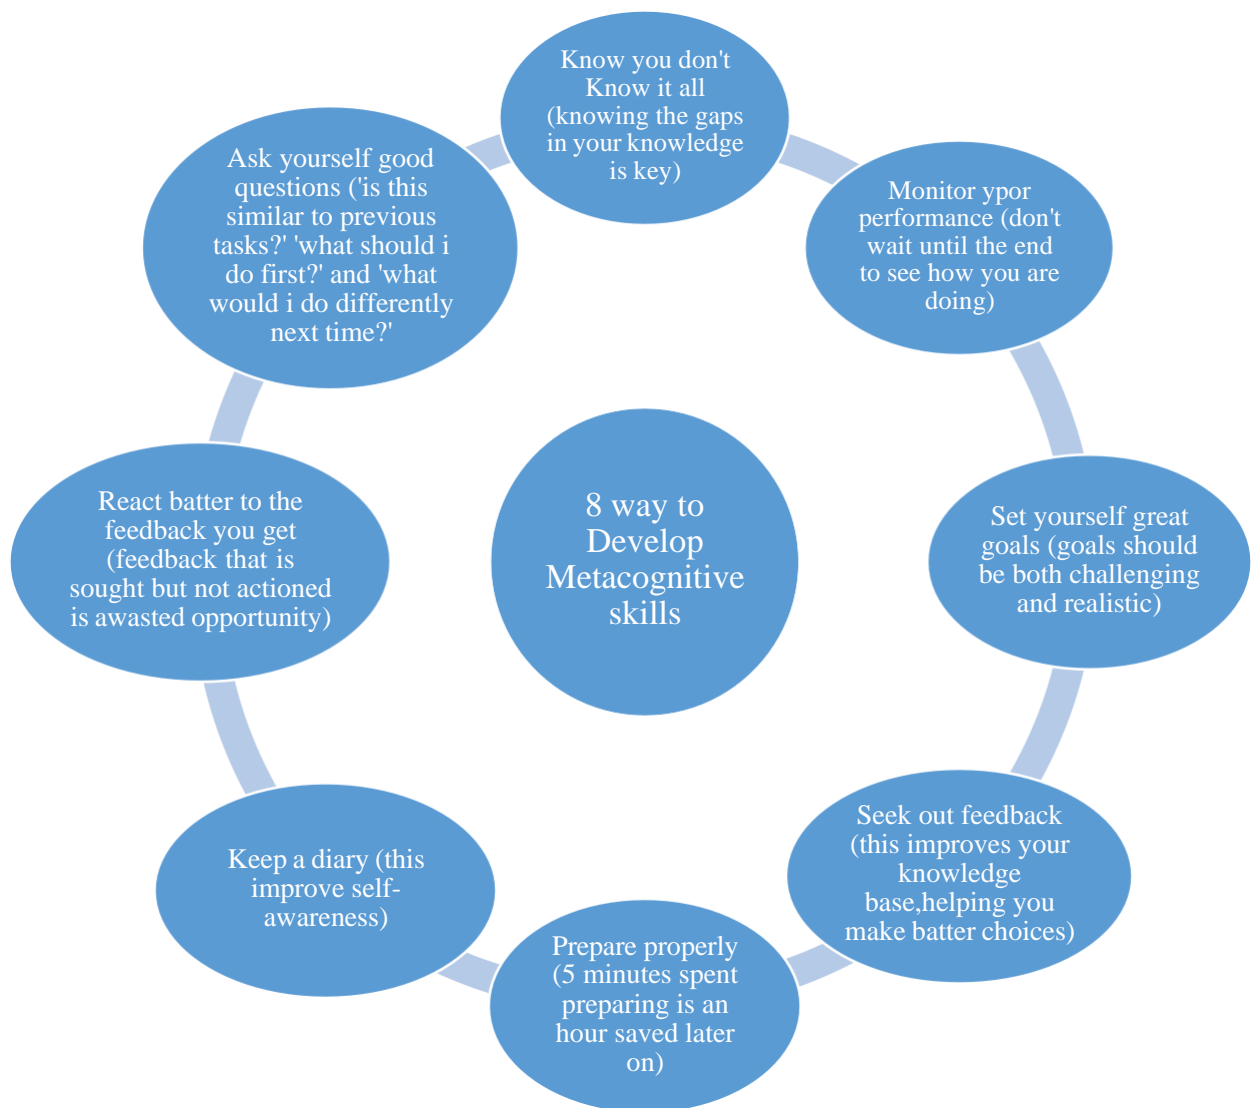 Know you don't
Know it all
(knowing the gaps
in your knowledge
is key)
Monitor ypor
performance (don't
wait until the end
to see how you are
doing)
Set yourself great
goals (goals should
be both challenging
and realistic)
Seek out feedback
(this improves your
knowledge
base,helping you
make batter choices)
Prepare properly
(5 minutes spent
preparing is an
hour saved later
on)
Keep a diary (this
improve self-
awareness)
React batter to the
feedback you get
(feedback that is
sought but not actioned
is awasted opportunity)
Ask yourself good
questions ('is this
similar to previous
tasks?' 'what should i
do first?' and 'what
would i do differently
next time?'
8 way to
Develop
Metacognitive
skills